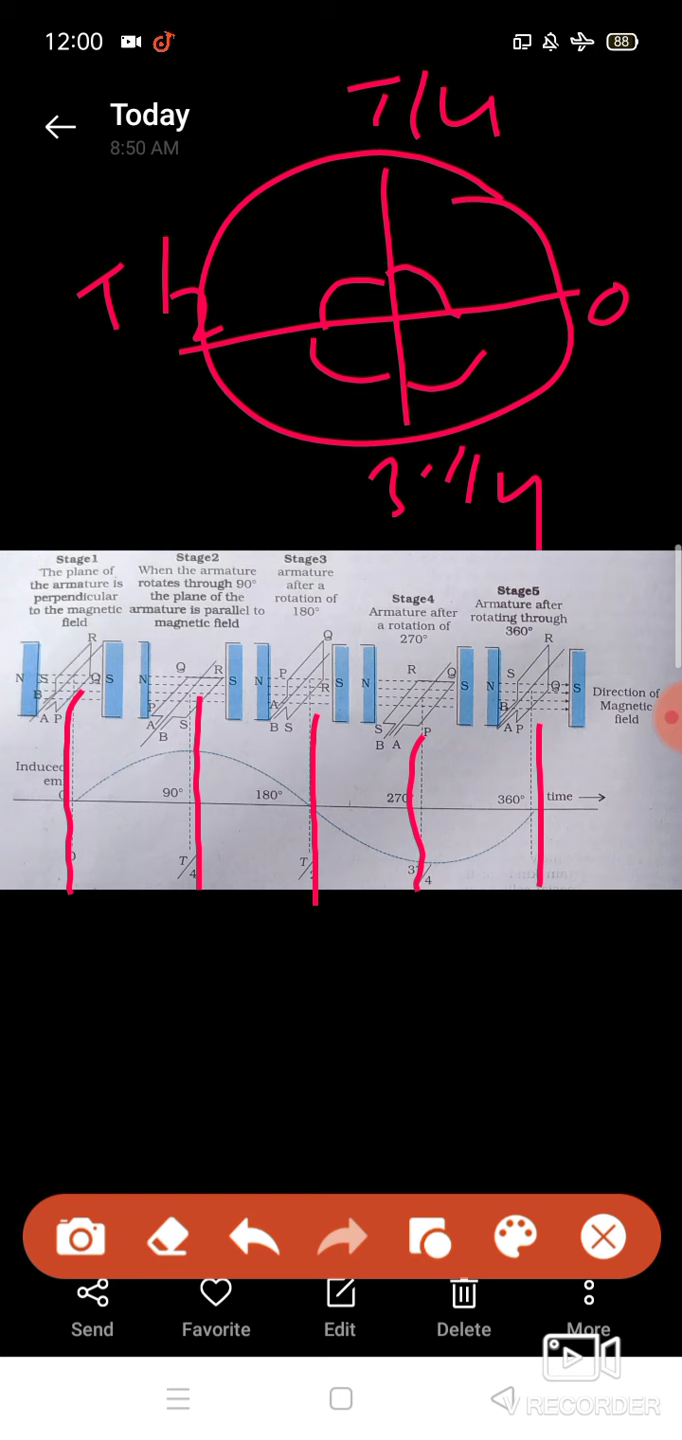 12:00
88
Today
8:50 AM
T/4
T/2
0
3T/4
Stage1
The plane of
the armature is
perpendicular
to the magnetic
field
Stage2
When the armature
rotates through 90°
the plane of the
armature is parallel to
magnetic field
Stage3
armature
after a
rotation of
180°
Stage4
Armature after
a rotation of
270°
Stage5
Armature after
rotating through
360°
R
N S Q S
B
A P
Q R
N S
P
A S
B
Q
P
N R S
A
B S
R Q
N S
S P
B A
R
S
N Q S
B
A P
Direction of
Magnetic
field
Induced
em
0 90° 180° 270 360° time
T/4
T/
3T/4
Send Favorite Edit Delete More
V RECORDER